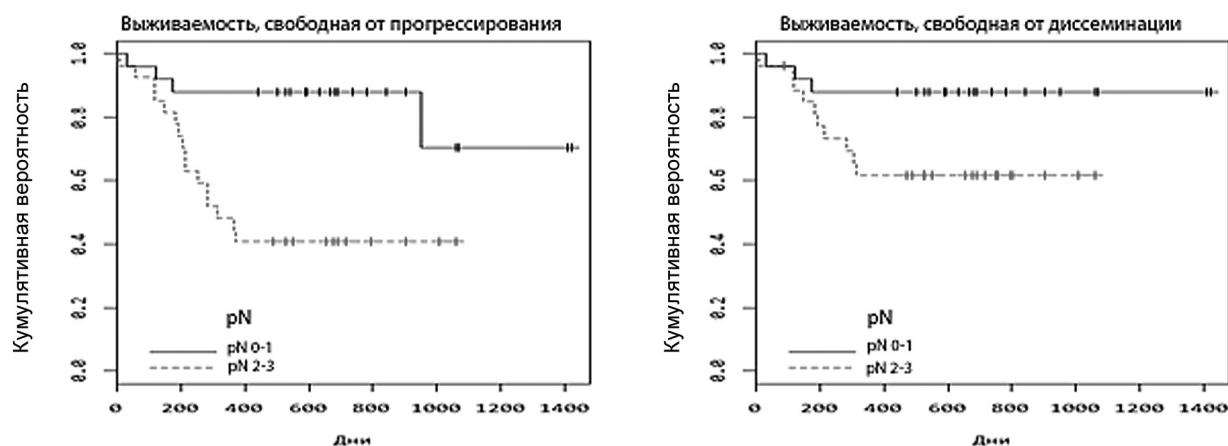 Выживаемость, свободная от прогрессирования
Кумулятивная вероятность
1.0
0.8
0.6
0.4
0.2
0.0
pN
pN 0-1
pN 2-3
0 200 400 600 800 1000 1200 1400
Дни
Выживаемость, свободная от диссеминации
Кумулятивная вероятность
1.0
0.8
0.6
0.4
0.2
0.0
pN
pN 0-1
pN 2-3
0 200 400 600 800 1000 1200 1400
Дни